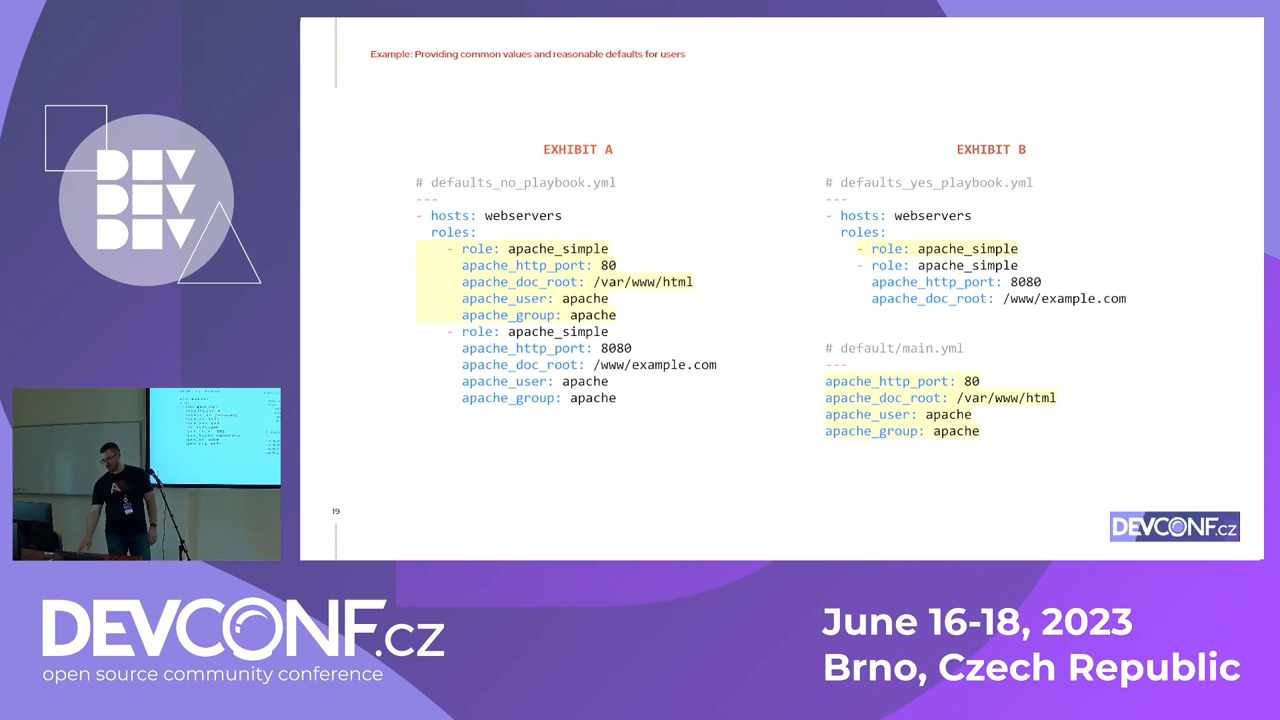 Example: Providing common values and reasonable defaults for users
EXHIBIT A
# defaults_no_playbook.yml
---
- hosts: webservers
roles:
- role: apache_simple
apache_http_port: 80
apache_doc_root: /var/www/html
apache_user: apache
apache_group: apache
- role: apache_simple
apache_http_port: 8080
apache_doc_root: /www/example.com
apache_user: apache
apache_group: apache
EXHIBIT B
# defaults_yes_playbook.yml
---
- hosts: webservers
roles:
- role: apache_simple
- role: apache_simple
apache_http_port: 8080
apache_doc_root: /www/example.com
# default/main.yml
---
apache_http_port: 80
apache_doc_root: /var/www/html
apache_user: apache
apache_group: apache
19
DEVCONF.cz
DEV
DEV
DEV
DEVCONF.cz
open source community conference
June 16-18, 2023
Brno, Czech Republic